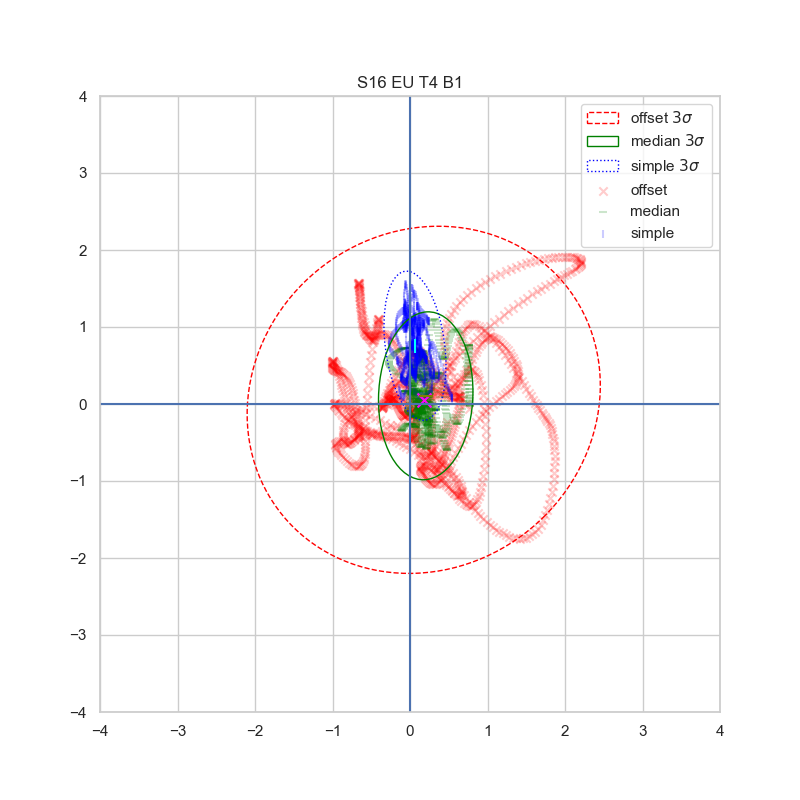 S16 EU T4 B1
offset 3σ
median 3σ
simple 3σ
offset
median
simple
4
3
2
1
0
−1
−2
−3
−4
−4 −3 −2 −1 0 1 2 3 4